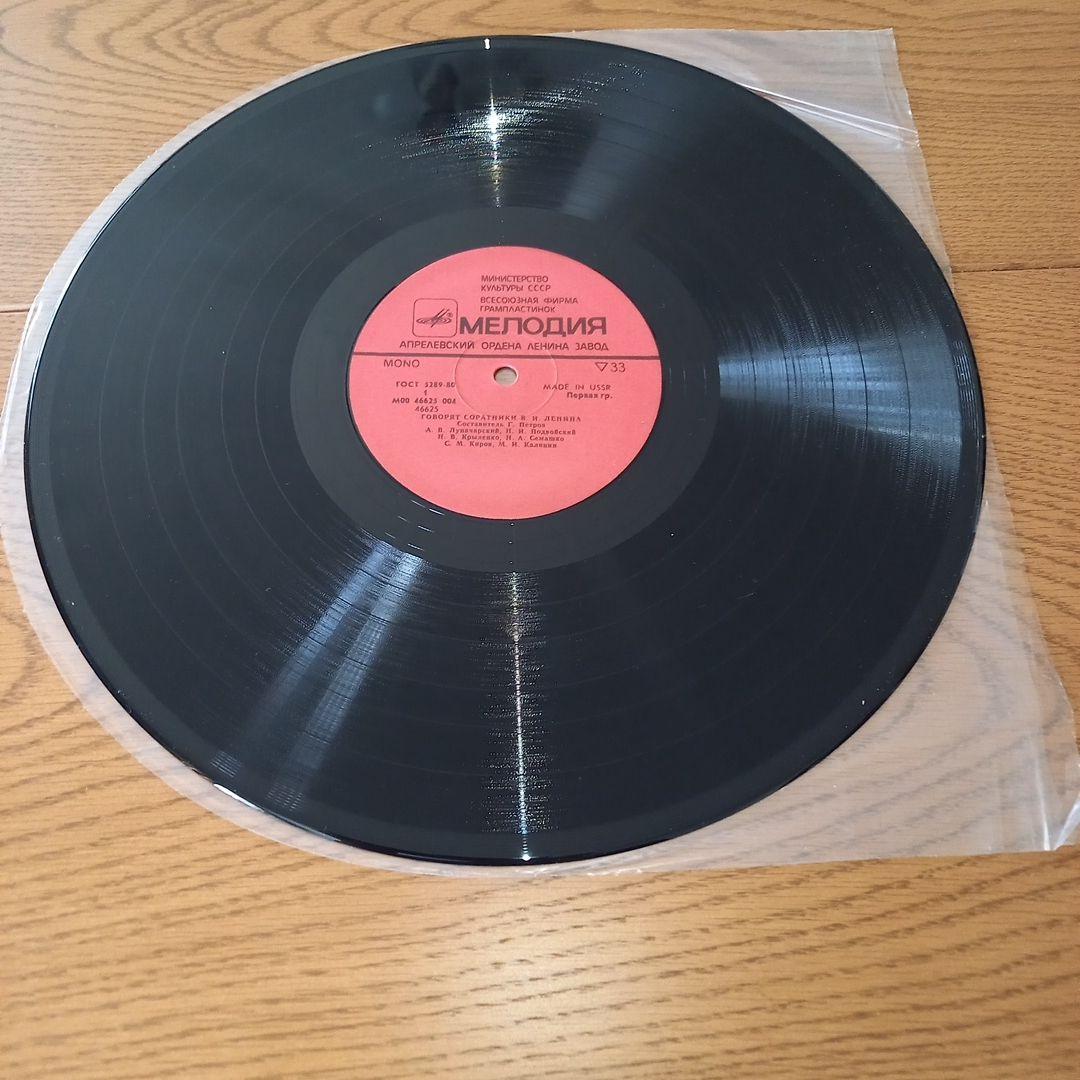 МИНИСТЕРСТВО
КУЛЬТУРЫ СССР
ВСЕСОЮЗНАЯ ФИРМА
ГРАМПЛАСТИНОК
® МЕЛОДИЯ
АПРЕЛЕВСКИЙ ОРДЕНА ЛЕНИНА ЗАВОД
MONO ▽33
ГОСТ 5289-80 MADE IN USSR
1 Первая гр.
М00 46625 004
46625
ГОВОРЯТ СОРАТНИКИ В. И. ЛЕНИНА
Составитель Г. Петров
А. В. Луначарский, Н. И. Подвойский
Н. В. Крыленко, Н. А. Семашко
С. М. Киров, М. И. Калинин